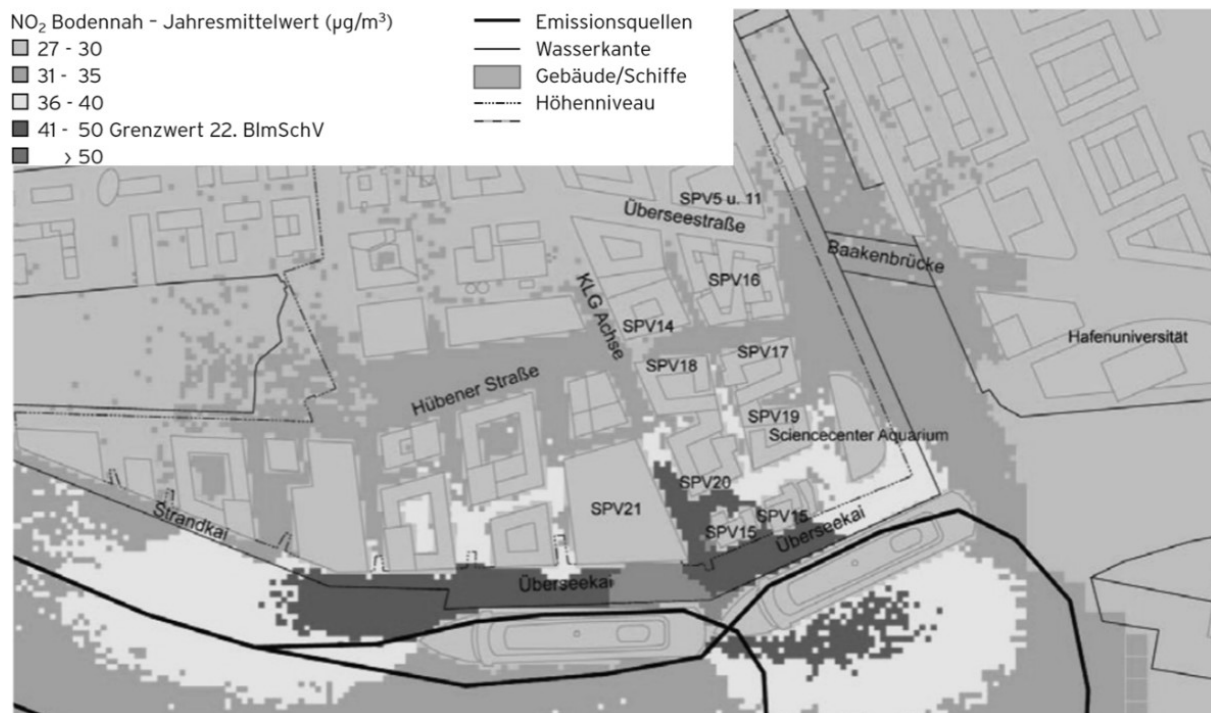 NO₂ Bodennah – Jahresmittelwert (µg/m³)
27 - 30
31 - 35
36 - 40
41 - 50 Grenzwert 22. BImSchV
> 50
Emissionsquellen
Wasserkante
Gebäude/Schiffe
Höhenniveau
SPV5 u. 11
Überseestraße
Baakenbrücke
SPV16
KLG Achse
SPV14
Hafenuniversität
SPV17
SPV18
Hübener Straße
SPV19
Sciencecenter Aquarium
SPV20
SPV21
SPV15
SPV15
Strandkai
Überseekai
Überseekai